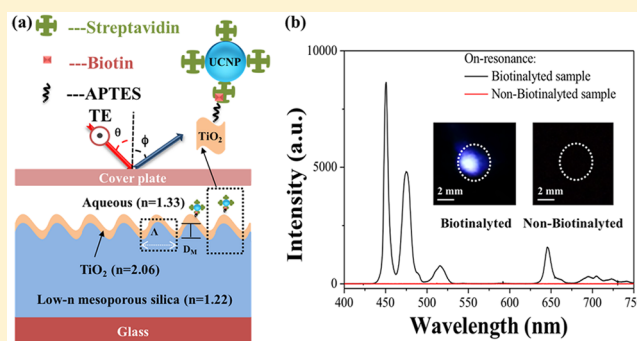 (a)
---Streptavidin
UCNP
---Biotin
---APTES
TE
θ
ϕ
TiO2
Cover plate
Aqueous (n=1.33)
Λ
DM
TiO2 (n=2.06)
Low-n mesoporous silica (n=1.22)
Glass
(b)
10000
5000
0
Intensity (a.u.)
On-resonance:
Biotinalyted sample
Non-Biotinalyted sample
2 mm
2 mm
Biotinalyted
Non-Biotinalyted
400 450 500 550 600 650 700 75
Wavelength (nm)